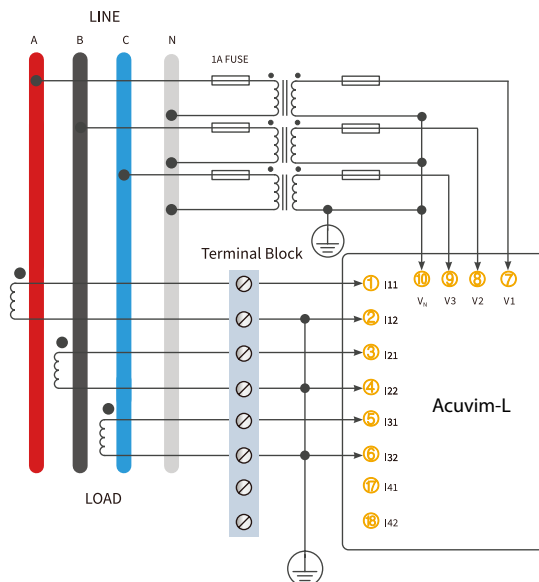 LINE
A B C N
1A FUSE
Terminal Block
10 9 8 7
V_N V3 V2 V1
1 I11
2 I12
3 I21
4 I22
5 I31
6 I32
17 I41
18 I42
Acuvim-L
LOAD